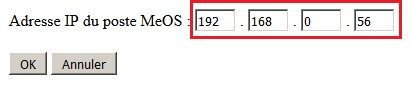 Adresse IP du poste MeOS : 192 . 168 . 0 . 56
OK Annuler